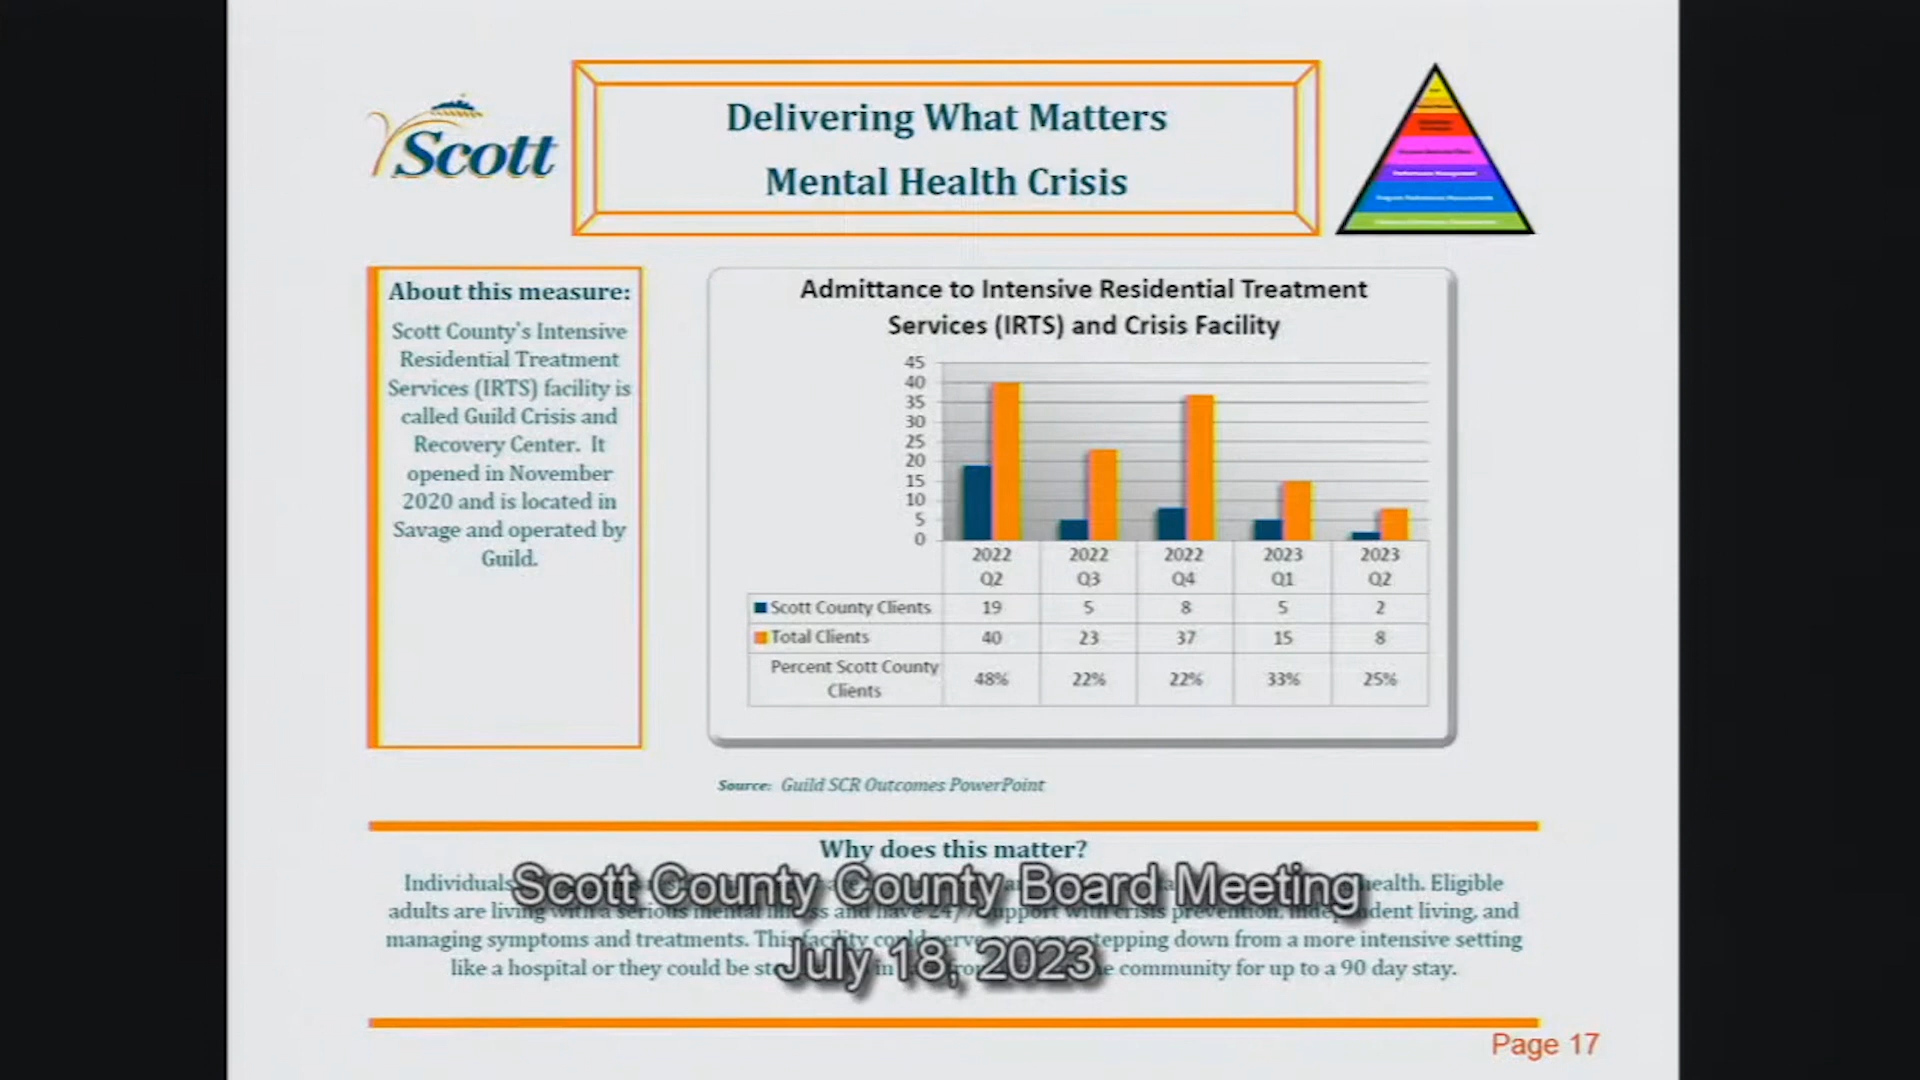 Scott
Delivering What Matters
Mental Health Crisis
About this measure:
Scott County's Intensive
Residential Treatment
Services (IRTS) facility is
called Guild Crisis and
Recovery Center. It
opened in November
2020 and is located in
Savage and operated by
Guild.
Admittance to Intensive Residential Treatment
Services (IRTS) and Crisis Facility
45
40
35
30
25
20
15
10
5
0
2022 2022 2022 2023 2023
Q2 Q3 Q4 Q1 Q2
Scott County Clients 19 5 8 5 2
Total Clients 40 23 37 15 8
Percent Scott County
Clients 48% 22% 22% 33% 25%
Source: Guild SCR Outcomes PowerPoint
Why does this matter?
Individuals health. Eligible
adults are living with a serious mental illness and have 24/7 support with crisis prevention, independent living, and
managing symptoms and treatments. This facility could serve stepping down from a more intensive setting
like a hospital or they could be community for up to a 90 day stay.
Scott County County Board Meeting
July 18, 2023
Page 17